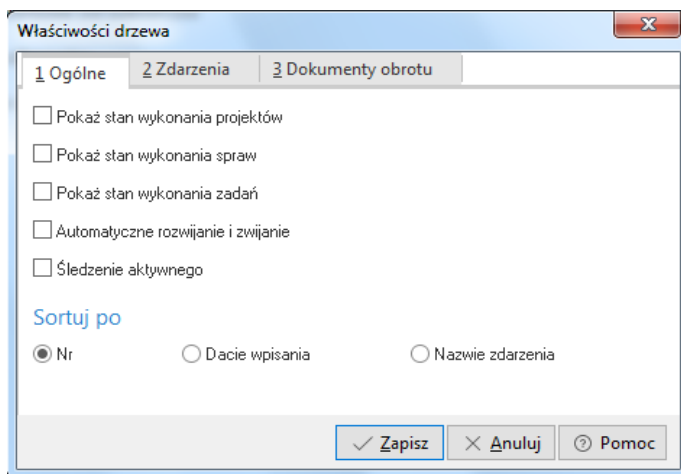 Właściwości drzewa
1 Ogólne 2 Zdarzenia 3 Dokumenty obrotu
Pokaż stan wykonania projektów
Pokaż stan wykonania spraw
Pokaż stan wykonania zadań
Automatyczne rozwijanie i zwijanie
Śledzenie aktywnego
Sortuj po
Nr Dacie wpisania Nazwie zdarzenia
Zapisz Anuluj Pomoc